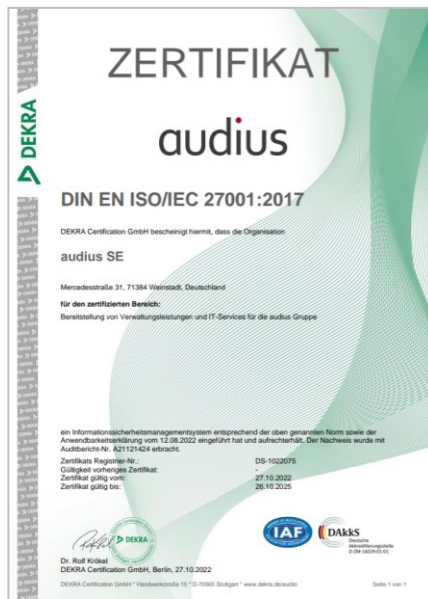 ZERTIFIKAT
DEKRA
audius
DIN EN ISO/IEC 27001:2017
DEKRA Certification GmbH bescheinigt hiermit, dass die Organisation
audius SE
Mercedesstraße 31, 71384 Weinstadt, Deutschland
für den zertifizierten Bereich:
Bereitstellung von Verwaltungsleistungen und IT-Services für die audius Gruppe
ein Informationssicherheitsmanagementsystem entsprechend der oben genannten Norm sowie der
Anwendbarkeitserklärung vom 12.08.2022 eingeführt hat und aufrechterhält. Der Nachweis wurde mit
Auditbericht-Nr. A21121424 erbracht.
Zertifikats Registrier-Nr.: DS-1022075
Gültigkeit vorheriges Zertifikat: -
Zertifikat gültig vom: 27.10.2022
Zertifikat gültig bis: 26.10.2025
DEKRA
IAF
DAkkS
Deutsche
Akkreditierungsstelle
D-ZM-16029-01-01
Dr. Rolf Krökel
DEKRA Certification GmbH, Berlin, 27.10.2022
DEKRA Certification GmbH * Handwerkstraße 15 * D-70565 Stuttgart * www.dekra.de/audits
Seite 1 von 1